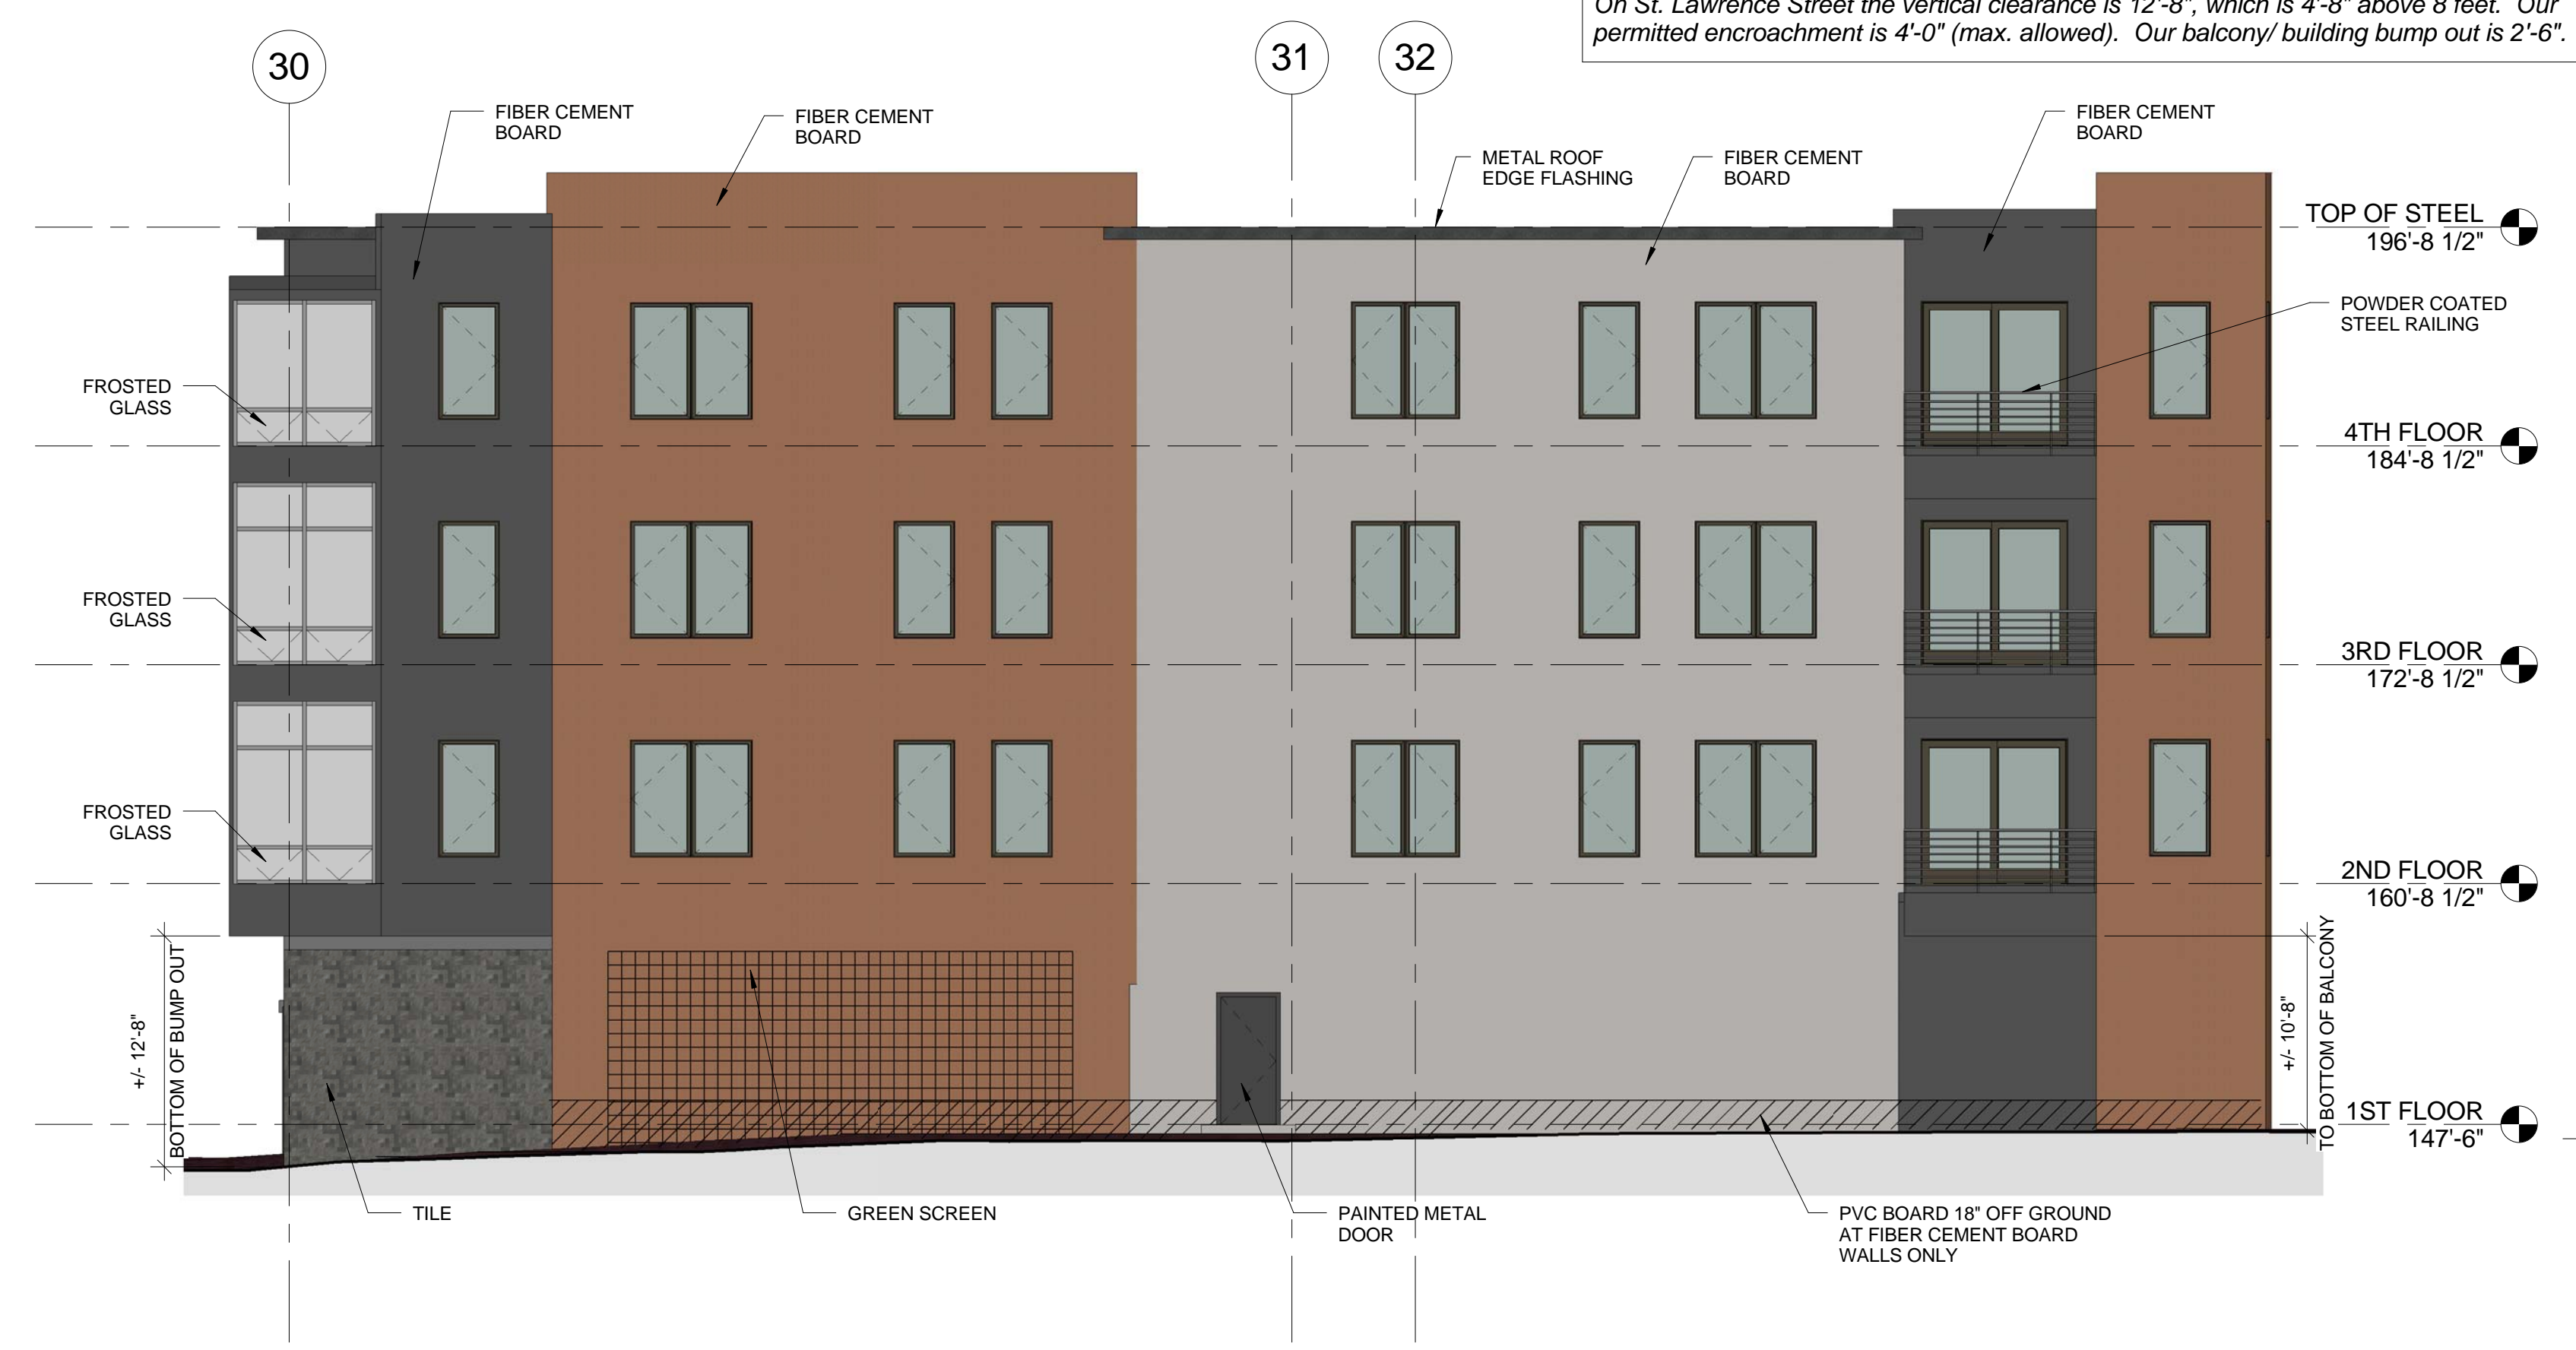 On St. Lawrence Street the vertical clearance is 12'-8", which is 4'-8" above 8 feet. Our
permitted encroachment is 4'-0" (max. allowed). Our balcony/ building bump out is 2'-6".
30
31
32
FIBER CEMENT
BOARD
FIBER CEMENT
BOARD
METAL ROOF
EDGE FLASHING
FIBER CEMENT
BOARD
FIBER CEMENT
BOARD
TOP OF STEEL
196'-8 1/2"
POWDER COATED
STEEL RAILING
FROSTED
GLASS
4TH FLOOR
184'-8 1/2"
FROSTED
GLASS
3RD FLOOR
172'-8 1/2"
FROSTED
GLASS
2ND FLOOR
160'-8 1/2"
+/- 12'-8"
BOTTOM OF BUMP OUT
+/- 10'-8"
TO BOTTOM OF BALCONY
1ST FLOOR
147'-6"
TILE
GREEN SCREEN
PAINTED METAL
DOOR
PVC BOARD 18" OFF GROUND
AT FIBER CEMENT BOARD
WALLS ONLY